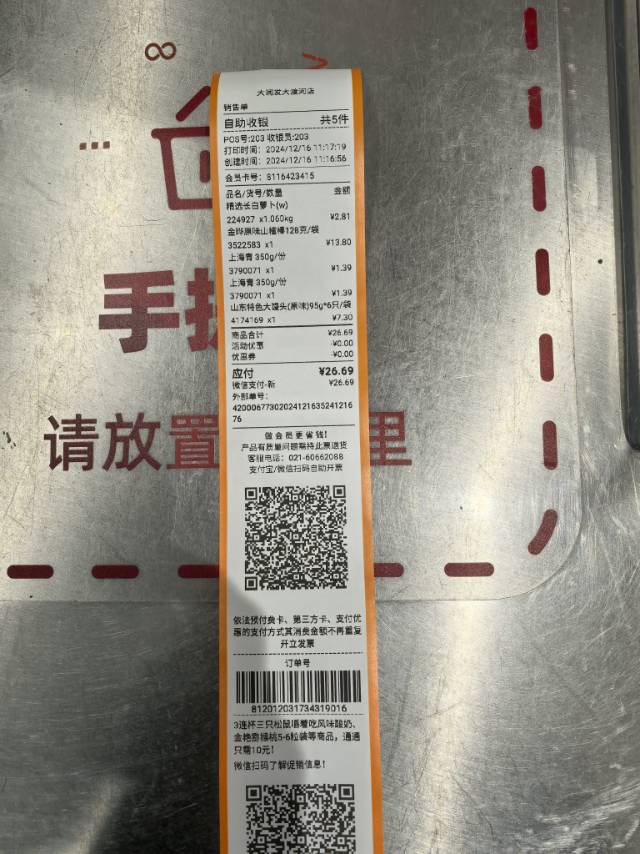 大润发大渡河店
销售单
自助收银 共5件
POS号:203 收银员:203
打印时间：2024/12/16 11:17:19
创建时间：2024/12/16 11:16:56
会员卡号：8116423415
品名/货号/数量 金额
精选长白萝卜(w)
224927 x1.060kg ¥2.81
金晔原味山楂棒128克/袋
3522583 x1 ¥13.80
上海青 350g/份
3790071 x1 ¥1.39
上海青 350g/份
3790071 x1 ¥1.39
山东特色大馒头(原味)95g*6只/袋
4174169 x1 ¥7.30
商品合计 ¥26.69
活动优惠 -¥0.00
优惠券 -¥0.00
应付 ¥26.69
微信支付-新 ¥26.69
外部单号：
42000677302024121635241216
76
做会员更省钱！
产品有质量问题需持此票退货
客服电话：021-60662088
支付宝/微信扫码自助开票
依法预付费卡、第三方卡、支付优
惠的支付方式其消费金额不再重复
开立发票
订单号
812012031734319016
3连杯三只松鼠嚼着吃风味酸奶、
金艳猕猴桃5-6粒装等商品，通通
只需10元！
微信扫码了解促销信息！
手
请放置 里